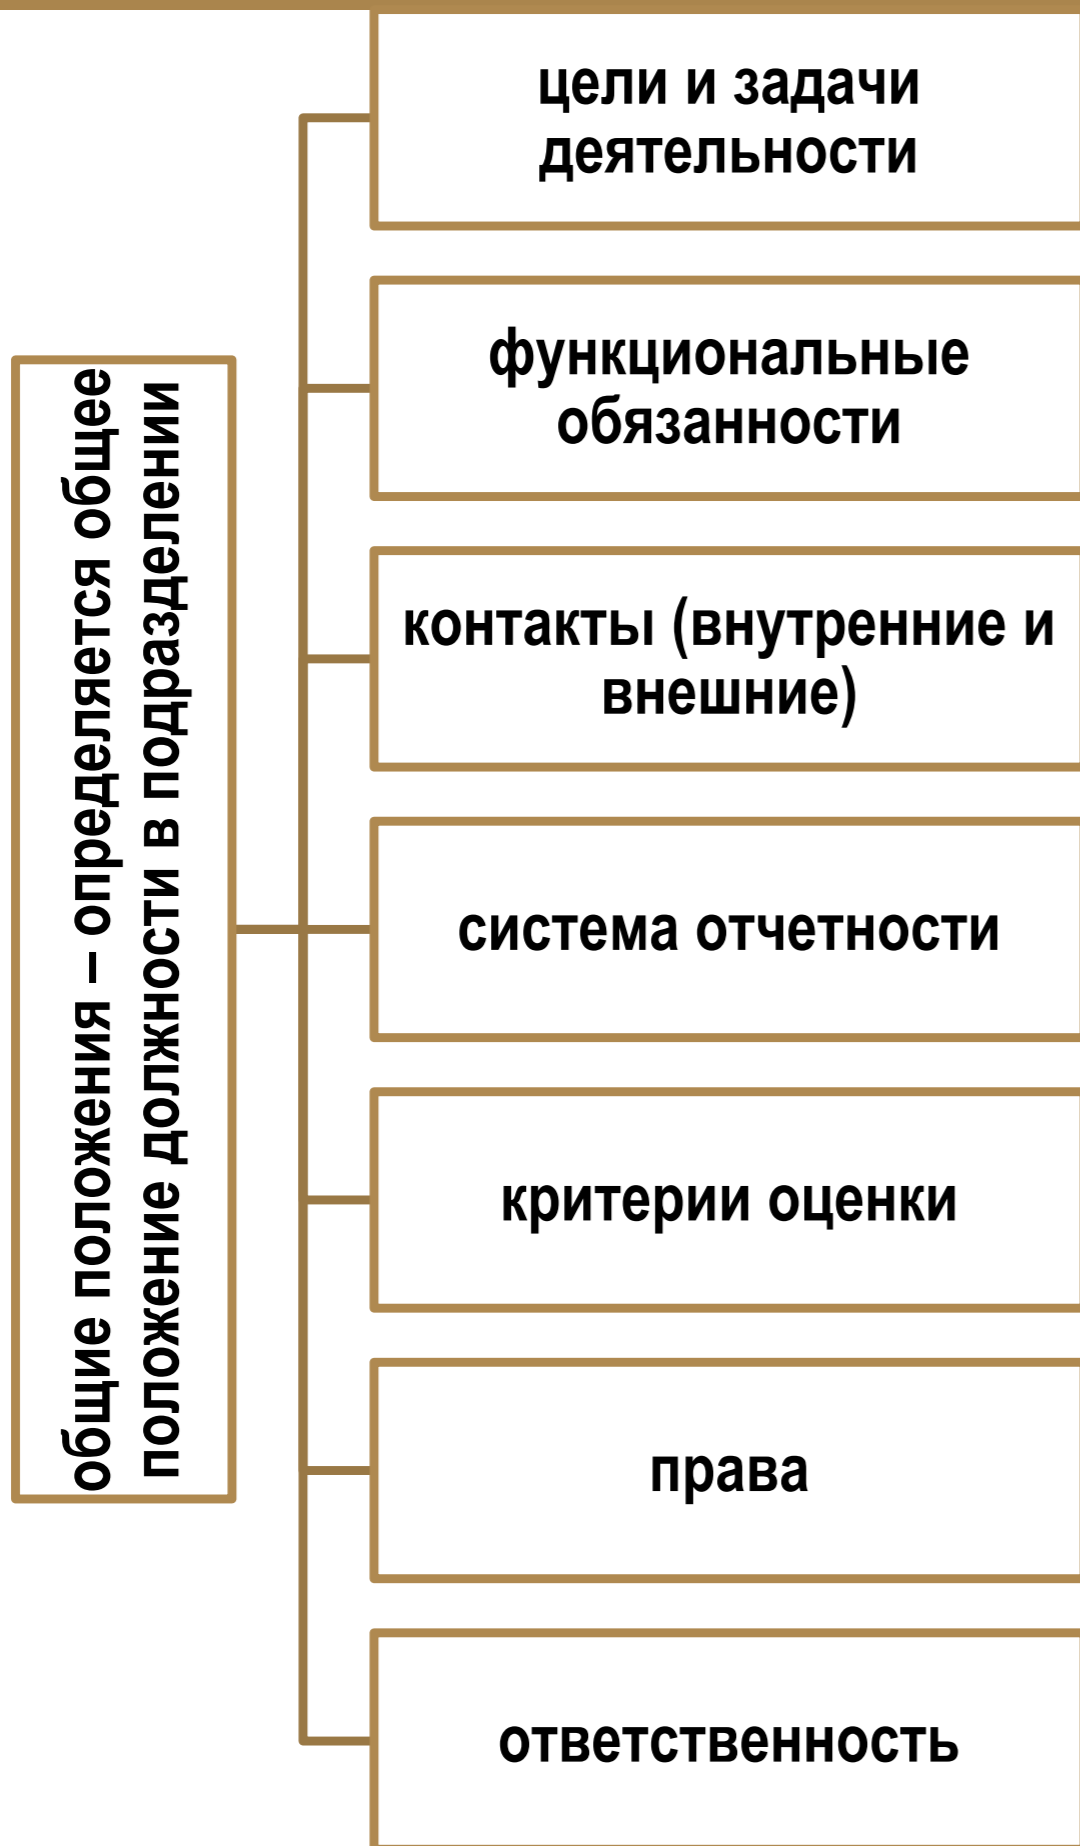 общие положения – определяется общее
положение должности в подразделении
цели и задачи
деятельности
функциональные
обязанности
контакты (внутренние и
внешние)
система отчетности
критерии оценки
права
ответственность